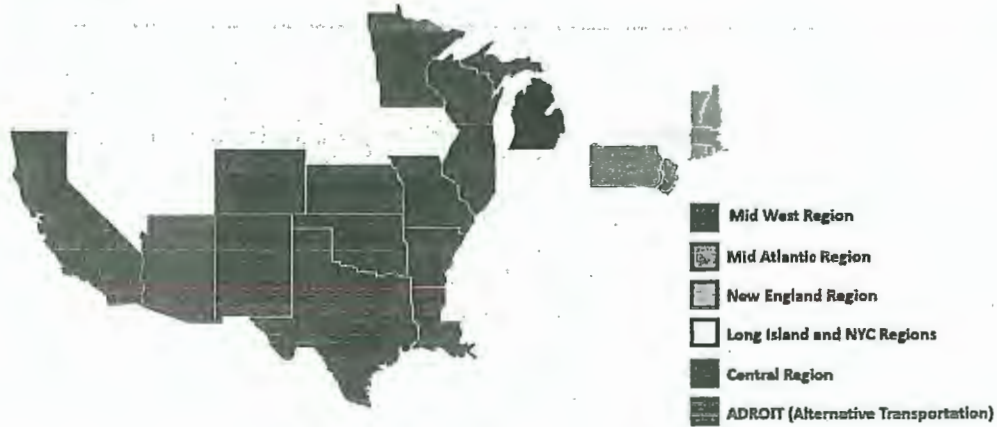 Mid West Region
Mid Atlantic Region
New England Region
Long Island and NYC Regions
Central Region
ADROIT (Alternative Transportation)